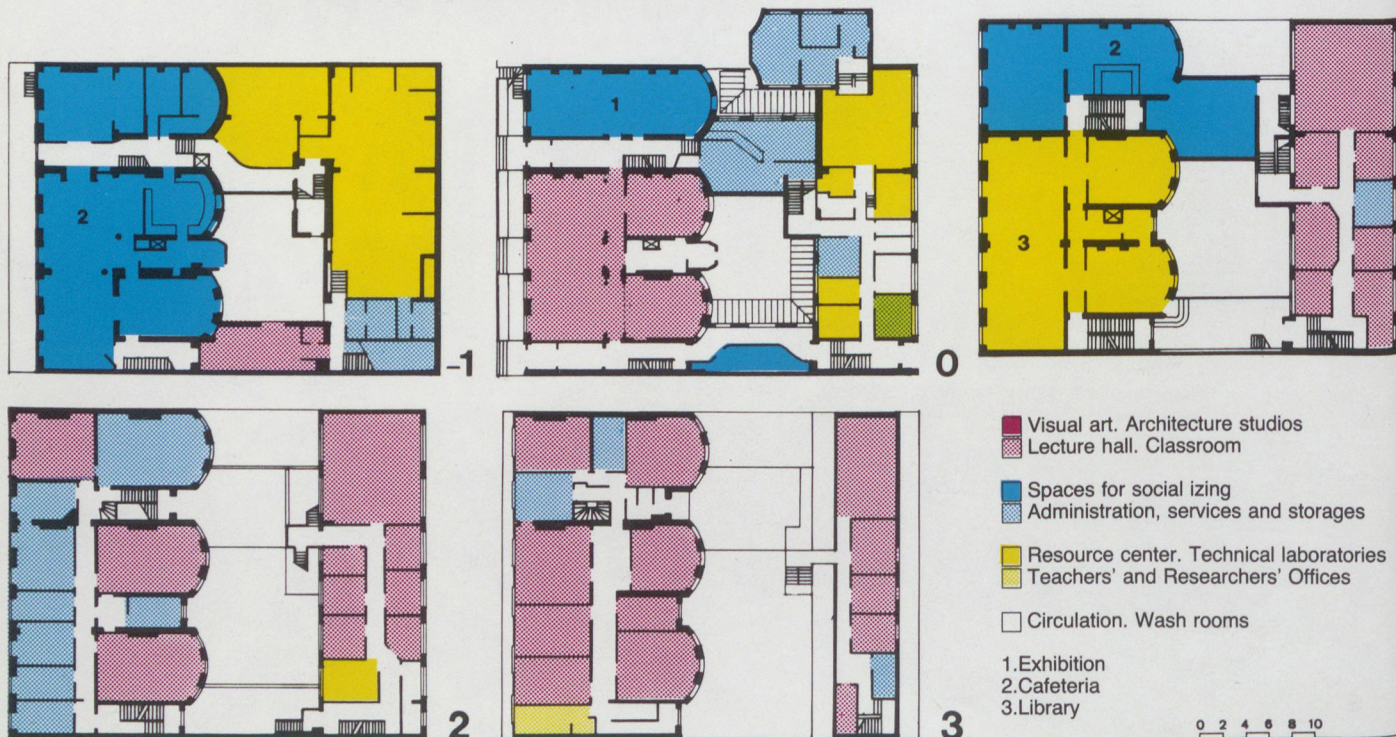 1
2
2
-1
0
3
2
3
Visual art. Architecture studios
Lecture hall. Classroom
Spaces for social izing
Administration, services and storages
Resource center. Technical laboratories
Teachers' and Researchers' Offices
Circulation. Wash rooms
1.Exhibition
2.Cafeteria
3.Library
0 2 4 6 8 10